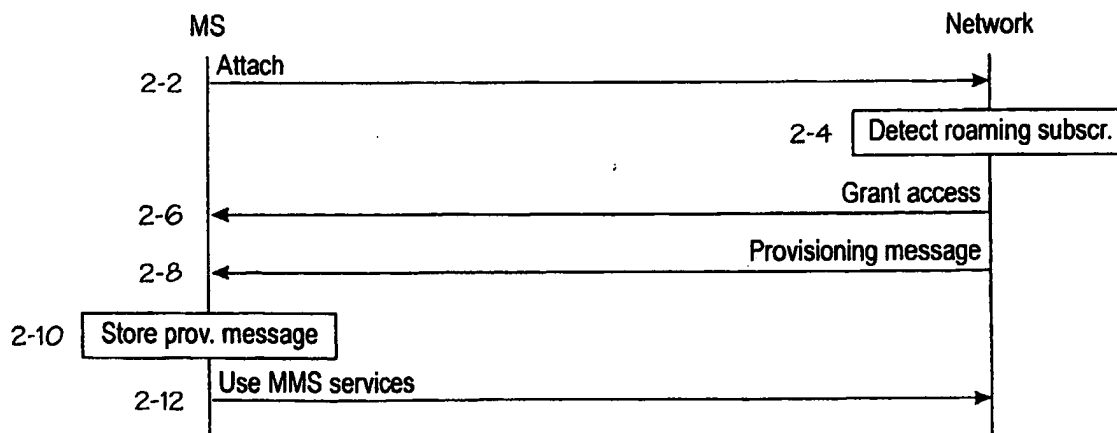 MS
Network
2-2 Attach
2-4 Detect roaming subscr.
Grant access
2-6
Provisioning message
2-8
2-10 Store prov. message
Use MMS services
2-12